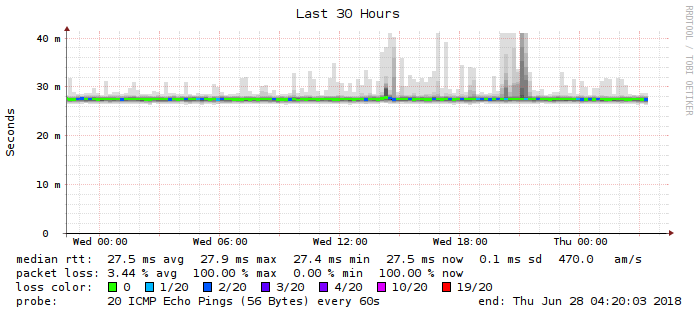 Last 30 Hours
RRDTOOL / TOBI OETIKER
Seconds
40 m
30 m
20 m
10 m
0
Wed 00:00 Wed 06:00 Wed 12:00 Wed 18:00 Thu 00:00
median rtt: 27.5 ms avg 27.9 ms max 27.4 ms min 27.5 ms now 0.1 ms sd 470.0 am/s
packet loss: 3.44 % avg 100.00 % max 0.00 % min 100.00 % now
loss color: 0 1/20 2/20 3/20 4/20 10/20 19/20
probe: 20 ICMP Echo Pings (56 Bytes) every 60s end: Thu Jun 28 04:20:03 2018